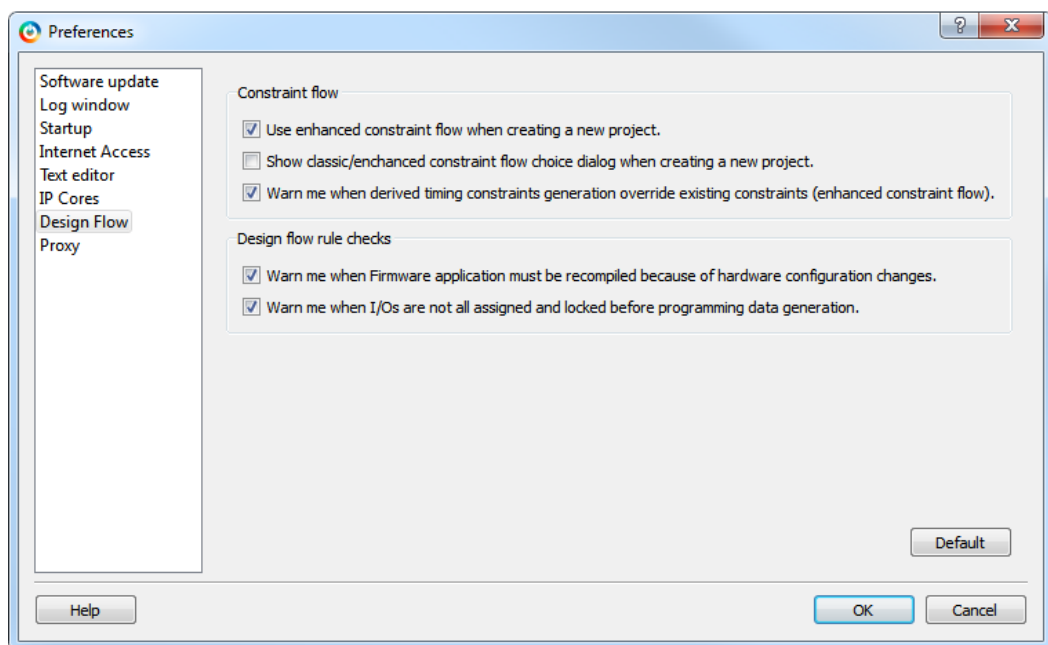 Preferences
Software update
Log window
Startup
Internet Access
Text editor
IP Cores
Design Flow
Proxy
Constraint flow
Use enhanced constraint flow when creating a new project.
Show classic/enchanced constraint flow choice dialog when creating a new project.
Warn me when derived timing constraints generation override existing constraints (enhanced constraint flow).
Design flow rule checks
Warn me when Firmware application must be recompiled because of hardware configuration changes.
Warn me when I/Os are not all assigned and locked before programming data generation.
Default
Help
OK
Cancel